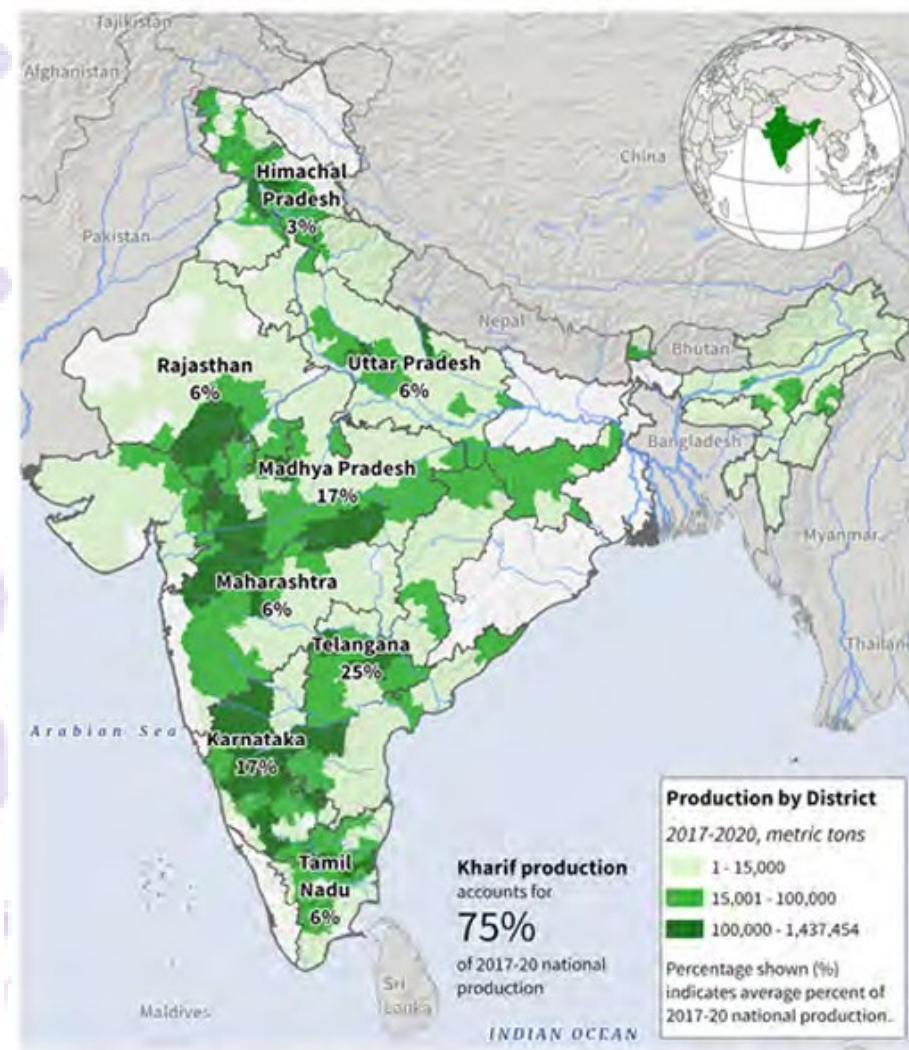 Tajikistan
Afghanistan
China
Himachal
Pradesh
3%
Pakistan
Nepal
Bhutan
Rajasthan
6%
Uttar Pradesh
6%
Bangladesh
Madhya Pradesh
17%
Myanmar
Maharashtra
6%
Telangana
25%
Thailand
Arabian Sea
Karnataka
17%
Tamil
Nadu
6%
Kharif production
accounts for
75%
of 2017-20 national
production
Sri
Lanka
Maldives
INDIAN OCEAN
Production by District
2017-2020, metric tons
1 - 15,000
15,001 - 100,000
100,000 - 1,437,454
Percentage shown (%)
indicates average percent of
2017-20 national production.